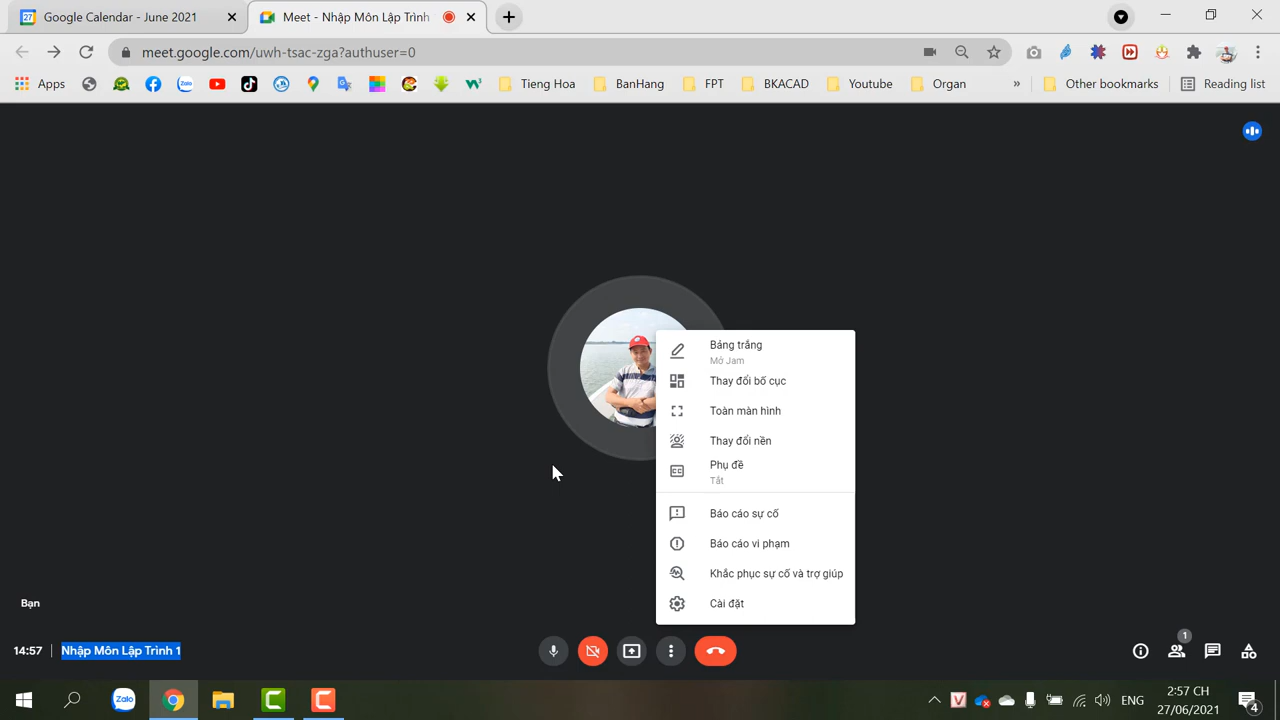 27 Google Calendar - June 2021
Meet - Nhập Môn Lập Trình
meet.google.com/uwh-tsac-zga?authuser=0
Apps
Zalo
Tieng Hoa
BanHang
FPT
BKACAD
Youtube
Organ
»
Other bookmarks
Reading list
Bảng trắng
Mở Jam
Thay đổi bố cục
Toàn màn hình
Thay đổi nền
CC
Phụ đề
Tắt
Báo cáo sự cố
Báo cáo vi phạm
Khắc phục sự cố và trợ giúp
Cài đặt
Bạn
14:57 | Nhập Môn Lập Trình 1
1
Zalo
C
C
V
ENG
2:57 CH
27/06/2021
4